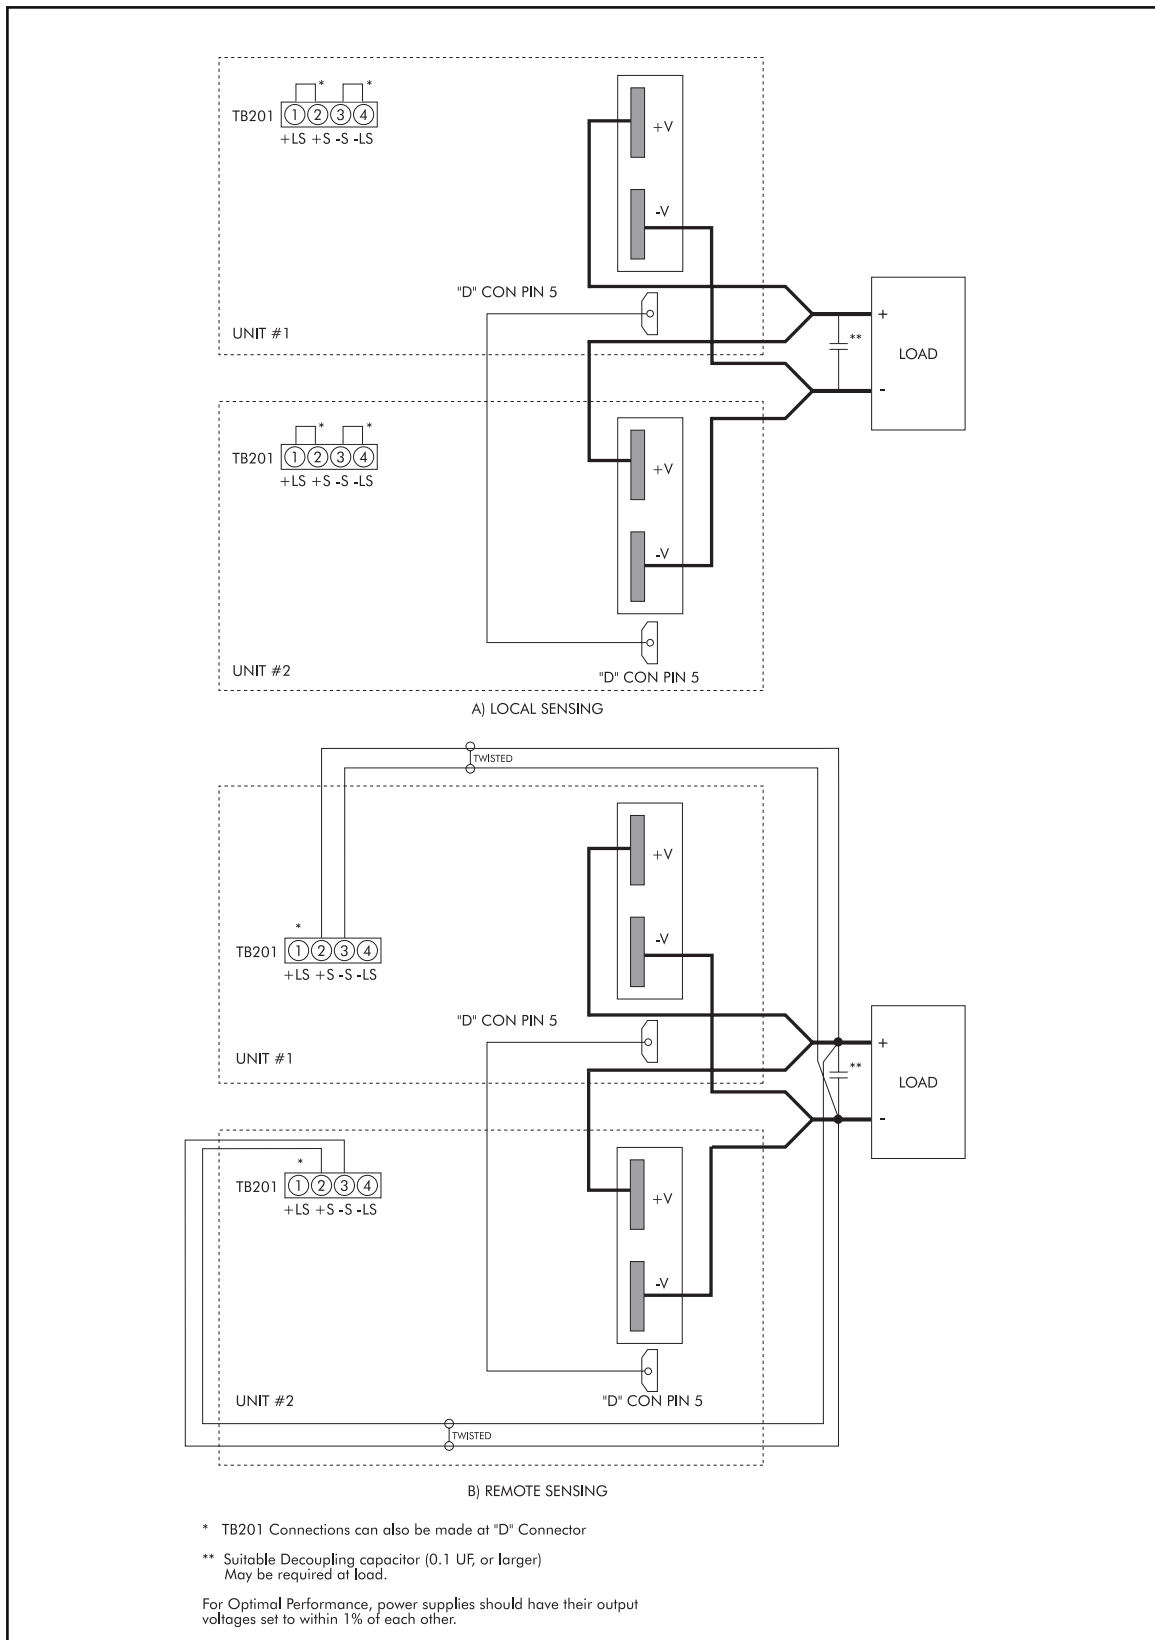 * *
TB201 1 2 3 4
+LS +S -S -LS
+V
-V
"D" CON PIN 5
UNIT #1
+
**
LOAD
-
* *
TB201 1 2 3 4
+LS +S -S -LS
+V
-V
"D" CON PIN 5
UNIT #2
A) LOCAL SENSING
TWISTED
+V
*
-V
TB201 1 2 3 4
+LS +S -S -LS
"D" CON PIN 5
UNIT #1
+
**
LOAD
-
*
TB201 1 2 3 4
+LS +S -S -LS
+V
-V
UNIT #2
"D" CON PIN 5
TWISTED
B) REMOTE SENSING
* TB201 Connections can also be made at "D" Connector
** Suitable Decoupling capacitor (0.1 UF, or larger)
May be required at load.
For Optimal Performance, power supplies should have their output
voltages set to within 1% of each other.